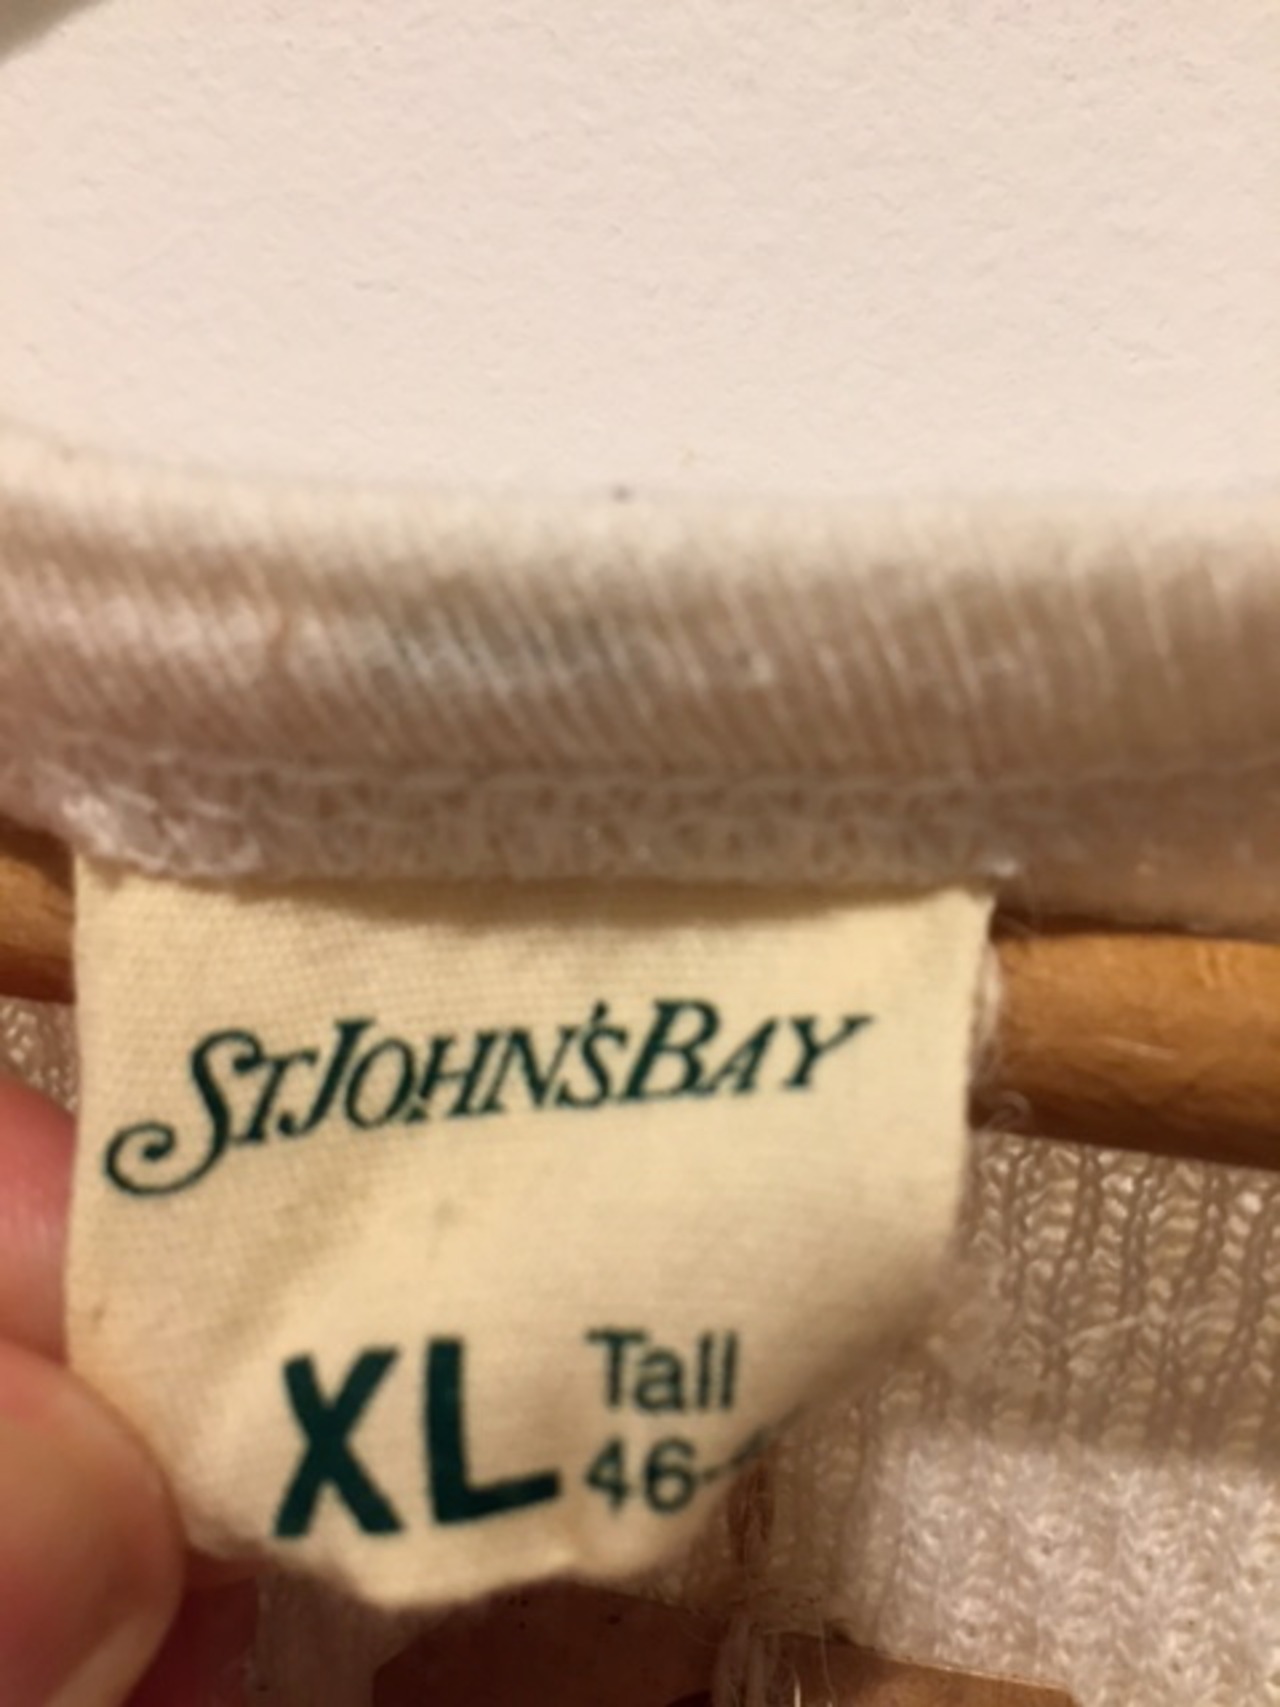 ST. JOHN'S BAY
XL Tall
46-